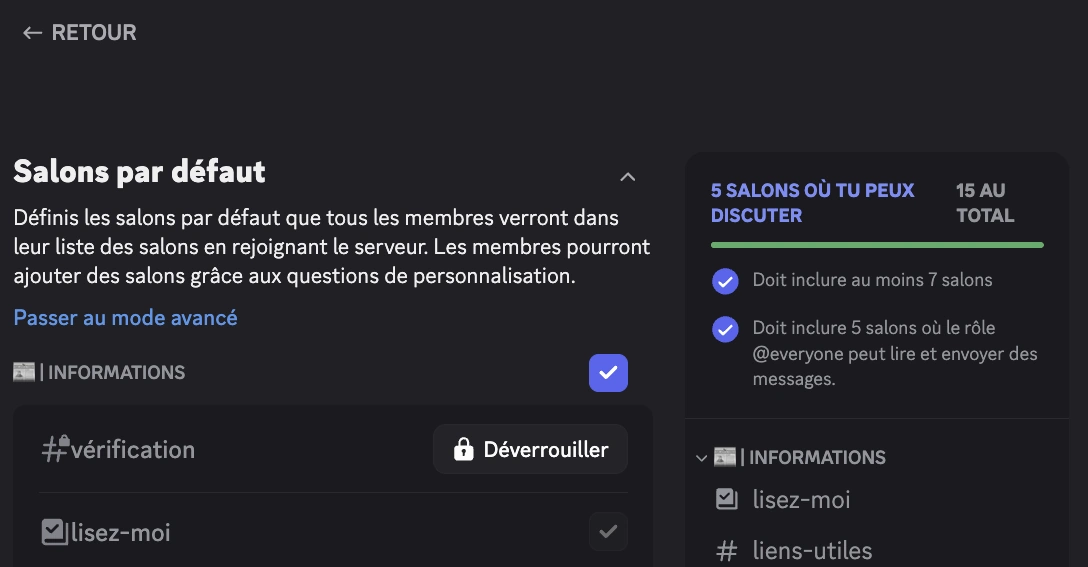 ← RETOUR
Salons par défaut
Définis les salons par défaut que tous les membres verront dans
leur liste des salons en rejoignant le serveur. Les membres pourront
ajouter des salons grâce aux questions de personnalisation.
Passer au mode avancé
| INFORMATIONS
vérification
Déverrouiller
lisez-moi
5 SALONS OÙ TU PEUX
DISCUTER
15 AU
TOTAL
Doit inclure au moins 7 salons
Doit inclure 5 salons où le rôle
@everyone peut lire et envoyer des
messages.
| INFORMATIONS
lisez-moi
# liens-utiles